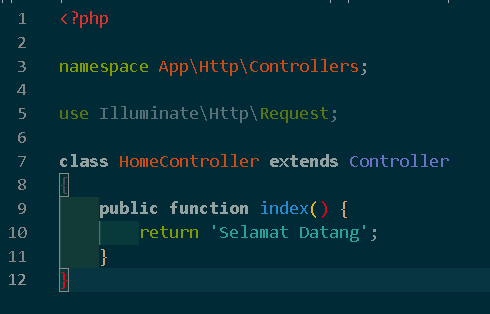 1 <?php
2
3 namespace App\Http\Controllers;
4
5 use Illuminate\Http\Request;
6
7 class HomeController extends Controller
8 {
9 public function index() {
10 return 'Selamat Datang';
11 }
12 }